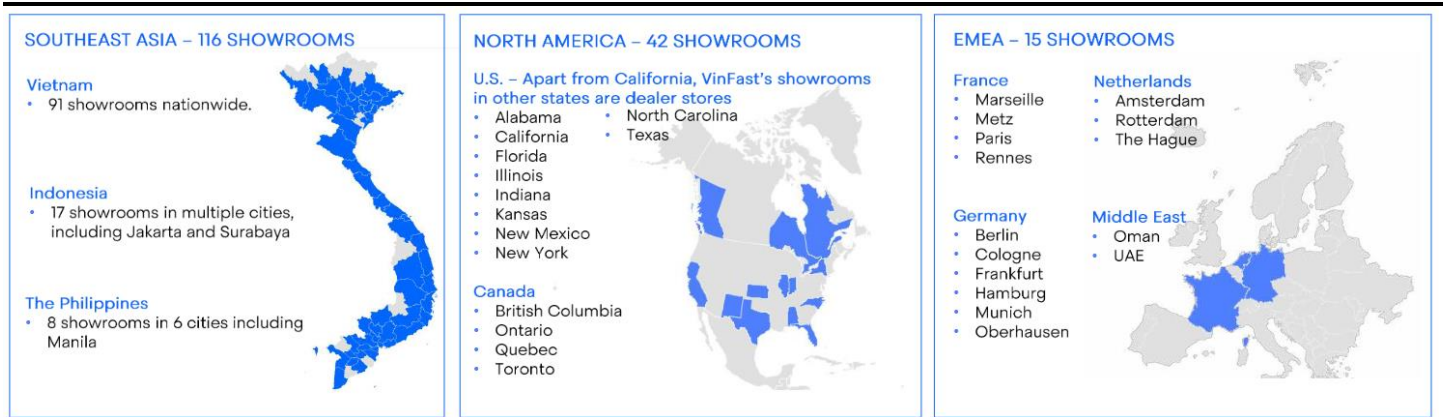 SOUTHEAST ASIA – 116 SHOWROOMS
Vietnam
• 91 showrooms nationwide.
Indonesia
• 17 showrooms in multiple cities,
including Jakarta and Surabaya
The Philippines
• 8 showrooms in 6 cities including
Manila
NORTH AMERICA – 42 SHOWROOMS
U.S. – Apart from California, VinFast's showrooms
in other states are dealer stores
• Alabama
• California
• Florida
• Illinois
• Indiana
• Kansas
• New Mexico
• New York
• North Carolina
• Texas
Canada
• British Columbia
• Ontario
• Quebec
• Toronto
EMEA – 15 SHOWROOMS
France
• Marseille
• Metz
• Paris
• Rennes
Netherlands
• Amsterdam
• Rotterdam
• The Hague
Germany
• Berlin
• Cologne
• Frankfurt
• Hamburg
• Munich
• Oberhausen
Middle East
• Oman
• UAE